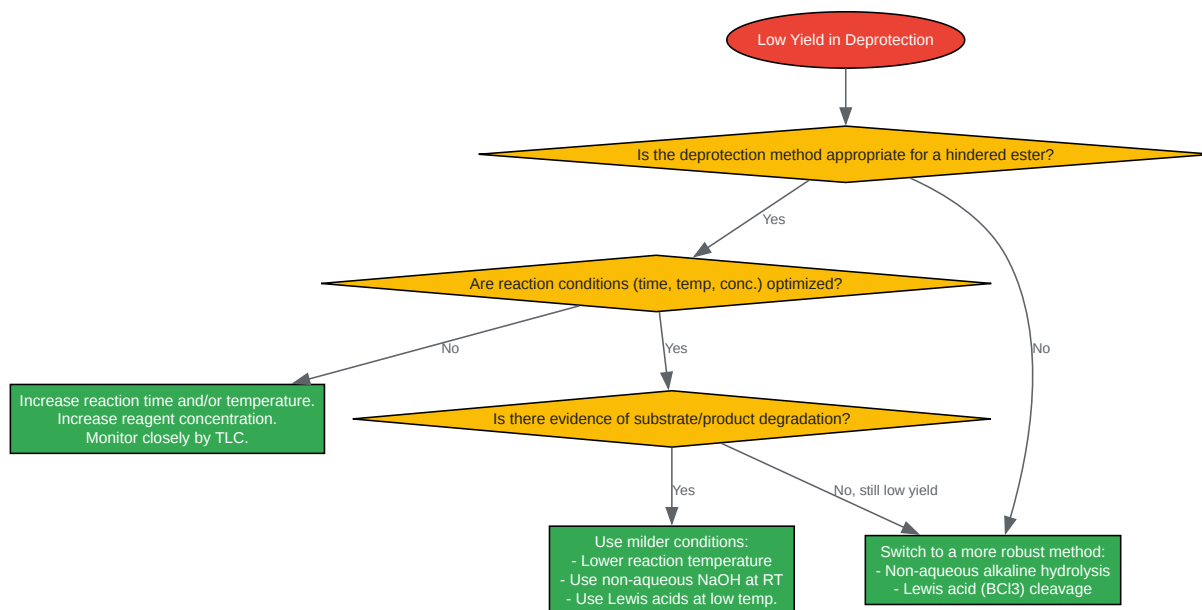 Low Yield in Deprotection
Is the deprotection method appropriate for a hindered ester?
Yes
Are reaction conditions (time, temp, conc.) optimized?
No
Yes
No
Increase reaction time and/or temperature.
Increase reagent concentration.
Monitor closely by TLC.
Is there evidence of substrate/product degradation?
Yes
No, still low yield
Use milder conditions:
- Lower reaction temperature
- Use non-aqueous NaOH at RT
- Use Lewis acids at low temp.
Switch to a more robust method:
- Non-aqueous alkaline hydrolysis
- Lewis acid (BCl3) cleavage